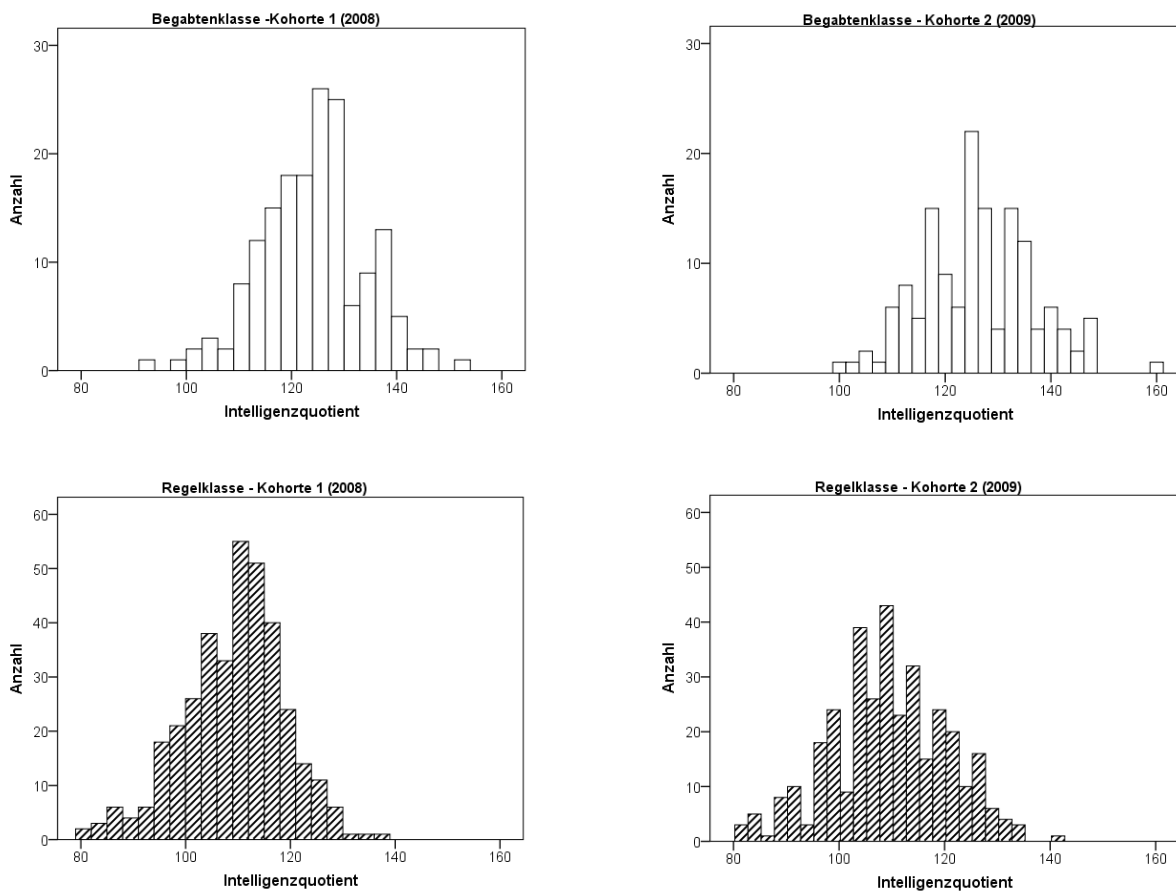 Begabtenklasse -Kohorte 1 (2008)
30
20
10
0
Anzahl
80 100 120 140 160
Intelligenzquotient
Begabtenklasse - Kohorte 2 (2009)
30
20
10
0
Anzahl
80 100 120 140 160
Intelligenzquotient
Regelklasse - Kohorte 1 (2008)
60
50
40
30
20
10
0
Anzahl
80 100 120 140 160
Intelligenzquotient
Regelklasse - Kohorte 2 (2009)
60
50
40
30
20
10
0
Anzahl
80 100 120 140 160
Intelligenzquotient